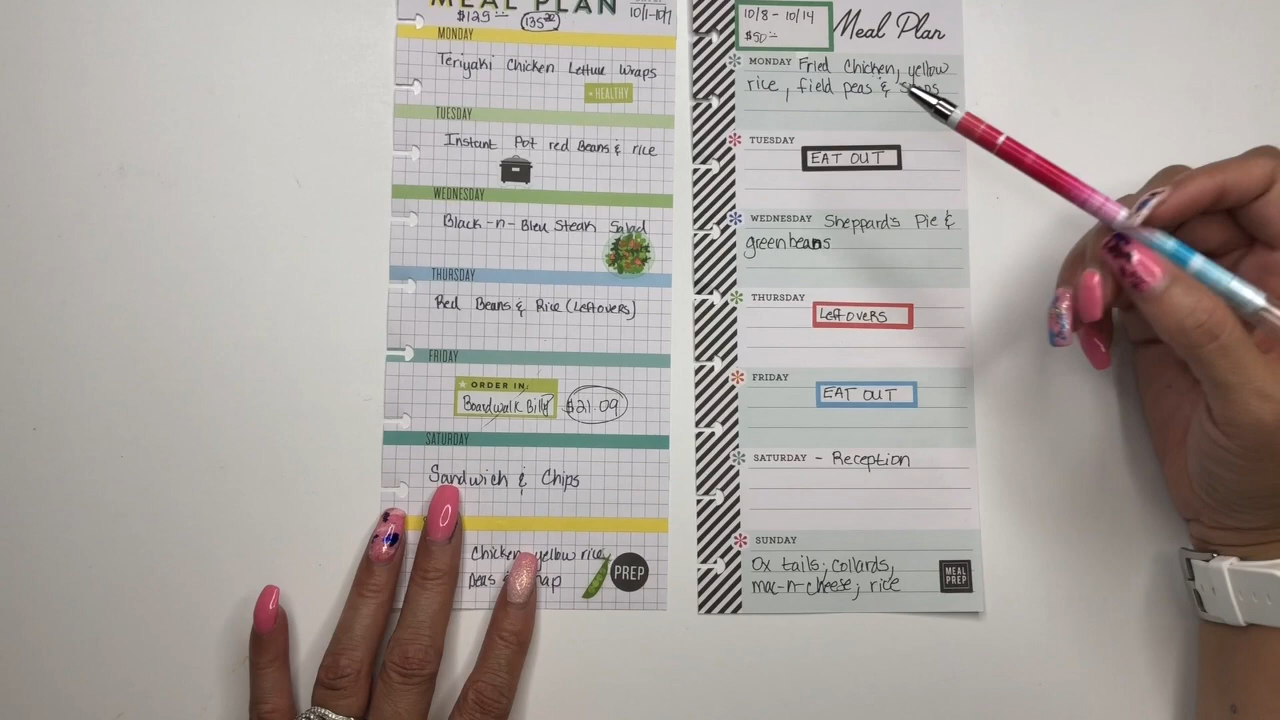 MEAL PLAN
$125
135
10/1-10/7
MONDAY
Teriyaki Chicken Lettuce Wraps
HEALTHY
TUESDAY
Instant Pot red Beans & rice
WEDNESDAY
Black-n-Bleu Steak Salad
THURSDAY
Red Beans & Rice (Leftovers)
FRIDAY
ORDER IN:
Boardwalk Billy
$21.09
SATURDAY
Sandwich & Chips
Chicken, yellow rice,
Peas
PREP
10/8 - 10/14
$50
Meal Plan
MONDAY Fried Chicken, yellow
rice, field peas & snaps
TUESDAY
EAT OUT
WEDNESDAY Sheppard's Pie &
greenbeans
THURSDAY
Leftovers
FRIDAY
EAT OUT
SATURDAY - Reception
SUNDAY
Ox tails, collards,
mac-n-cheese, rice
MEAL
PREP